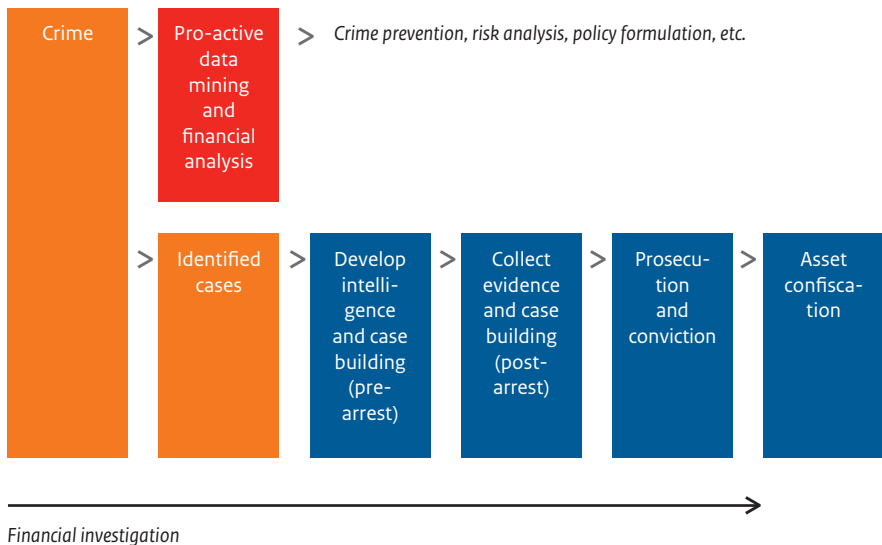 Crime
>
Pro-active
data
mining
and
financial
analysis
>
Crime prevention, risk analysis, policy formulation, etc.
>
Identified
cases
>
Develop
intelli-
gence
and case
building
(pre-
arrest)
>
Collect
evidence
and case
building
(post-
arrest)
>
Prosecu-
tion
and
conviction
>
Asset
confisca-
tion
Financial investigation